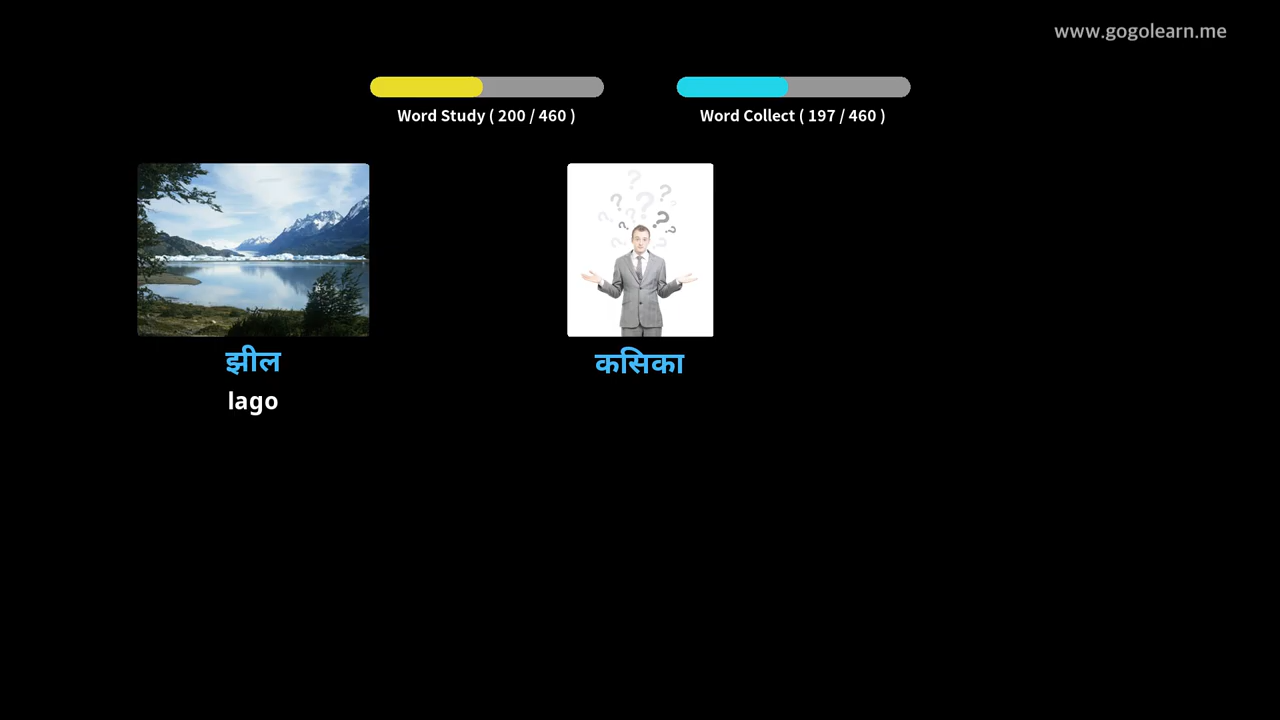 www.gogolearn.me
Word Study ( 200 / 460 )
Word Collect ( 197 / 460 )
झील
lago
कसिका